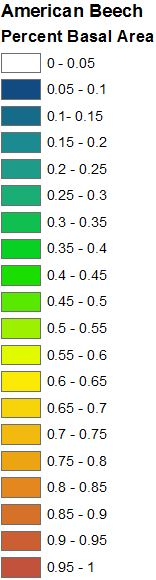 American Beech
Percent Basal Area
0 - 0.05
0.05 - 0.1
0.1- 0.15
0.15 - 0.2
0.2 - 0.25
0.25 - 0.3
0.3 - 0.35
0.35 - 0.4
0.4 - 0.45
0.45 - 0.5
0.5 - 0.55
0.55 - 0.6
0.6 - 0.65
0.65 - 0.7
0.7 - 0.75
0.75 - 0.8
0.8 - 0.85
0.85 - 0.9
0.9 - 0.95
0.95 - 1